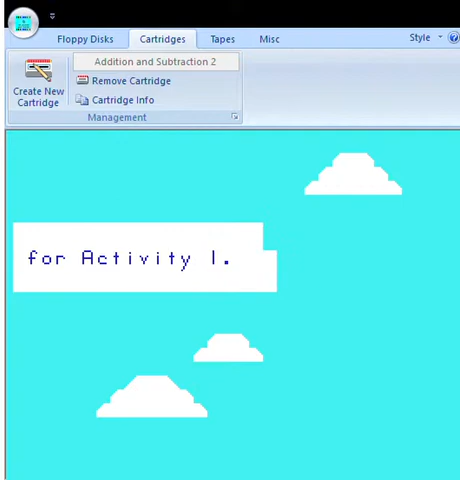 Floppy Disks Cartridges Tapes Misc Style
Addition and Subtraction 2
Create New Cartridge
Remove Cartridge
Cartridge Info
Management
for Activity 1.